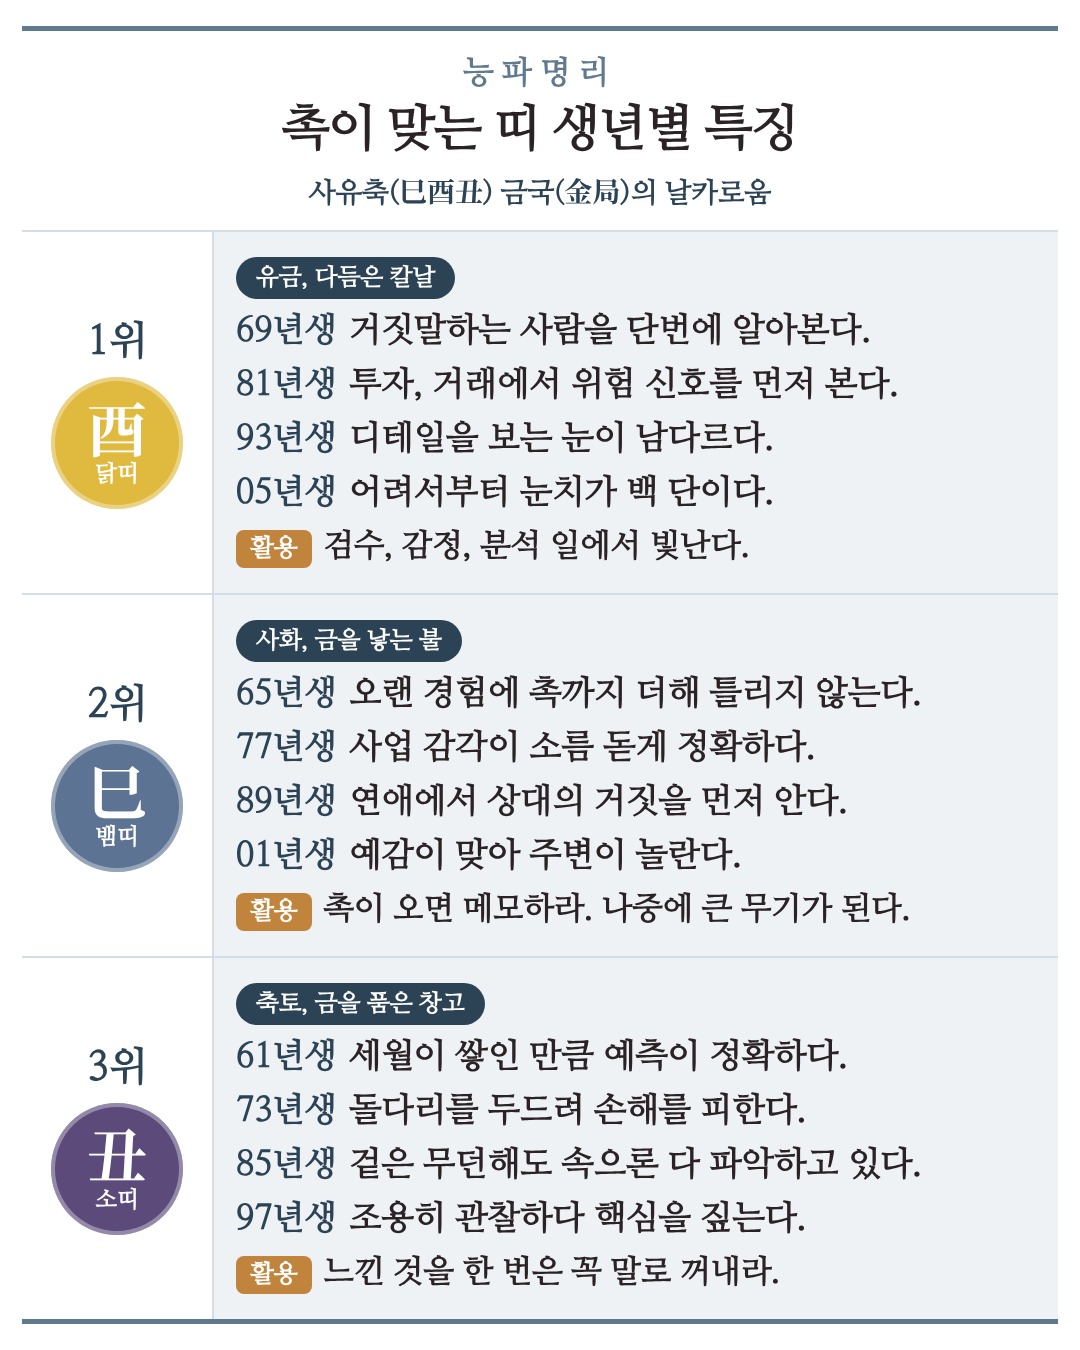 능파명리
촉이 맞는 띠 생년별 특징
사유축(巳酉丑) 금국(金局)의 날카로움
1위
酉
닭띠
유금, 다듬은 칼날
69년생 거짓말하는 사람을 단번에 알아본다.
81년생 투자, 거래에서 위험 신호를 먼저 본다.
93년생 디테일을 보는 눈이 남다르다.
05년생 어려서부터 눈치가 백 단이다.
활용 검수, 감정, 분석 일에서 빛난다.
2위
巳
뱀띠
사화, 금을 낳는 불
65년생 오랜 경험에 촉까지 더해 틀리지 않는다.
77년생 사업 감각이 소름 돋게 정확하다.
89년생 연애에서 상대의 거짓을 먼저 안다.
01년생 예감이 맞아 주변이 놀란다.
활용 촉이 오면 메모하라. 나중에 큰 무기가 된다.
3위
丑
소띠
축토, 금을 품은 창고
61년생 세월이 쌓인 만큼 예측이 정확하다.
73년생 돌다리를 두드려 손해를 피한다.
85년생 겉은 무던해도 속으론 다 파악하고 있다.
97년생 조용히 관찰하다 핵심을 짚는다.
활용 느낀 것을 한 번은 꼭 말로 꺼내라.